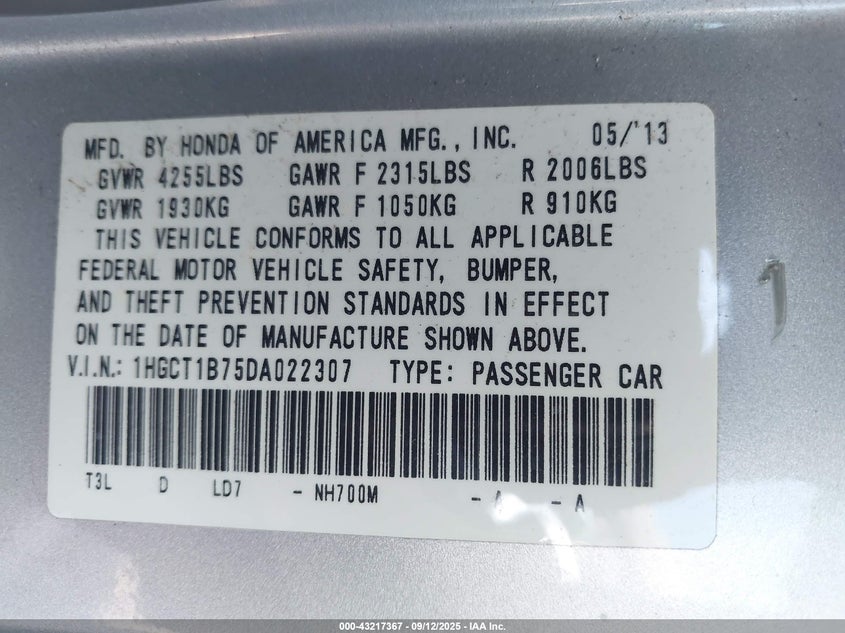 MFD. BY HONDA OF AMERICA MFG., INC. 05/'13
GVWR 4255LBS GAWR F 2315LBS R 2006LBS
GVWR 1930KG GAWR F 1050KG R 910KG
THIS VEHICLE CONFORMS TO ALL APPLICABLE
FEDERAL MOTOR VEHICLE SAFETY, BUMPER,
AND THEFT PREVENTION STANDARDS IN EFFECT
ON THE DATE OF MANUFACTURE SHOWN ABOVE.
V.I.N.: 1HGCT1B75DA022307 TYPE: PASSENGER CAR
T3L D LD7 - NH700M - A - A
1
000-43217367 - 09/12/2025 - IAA Inc.